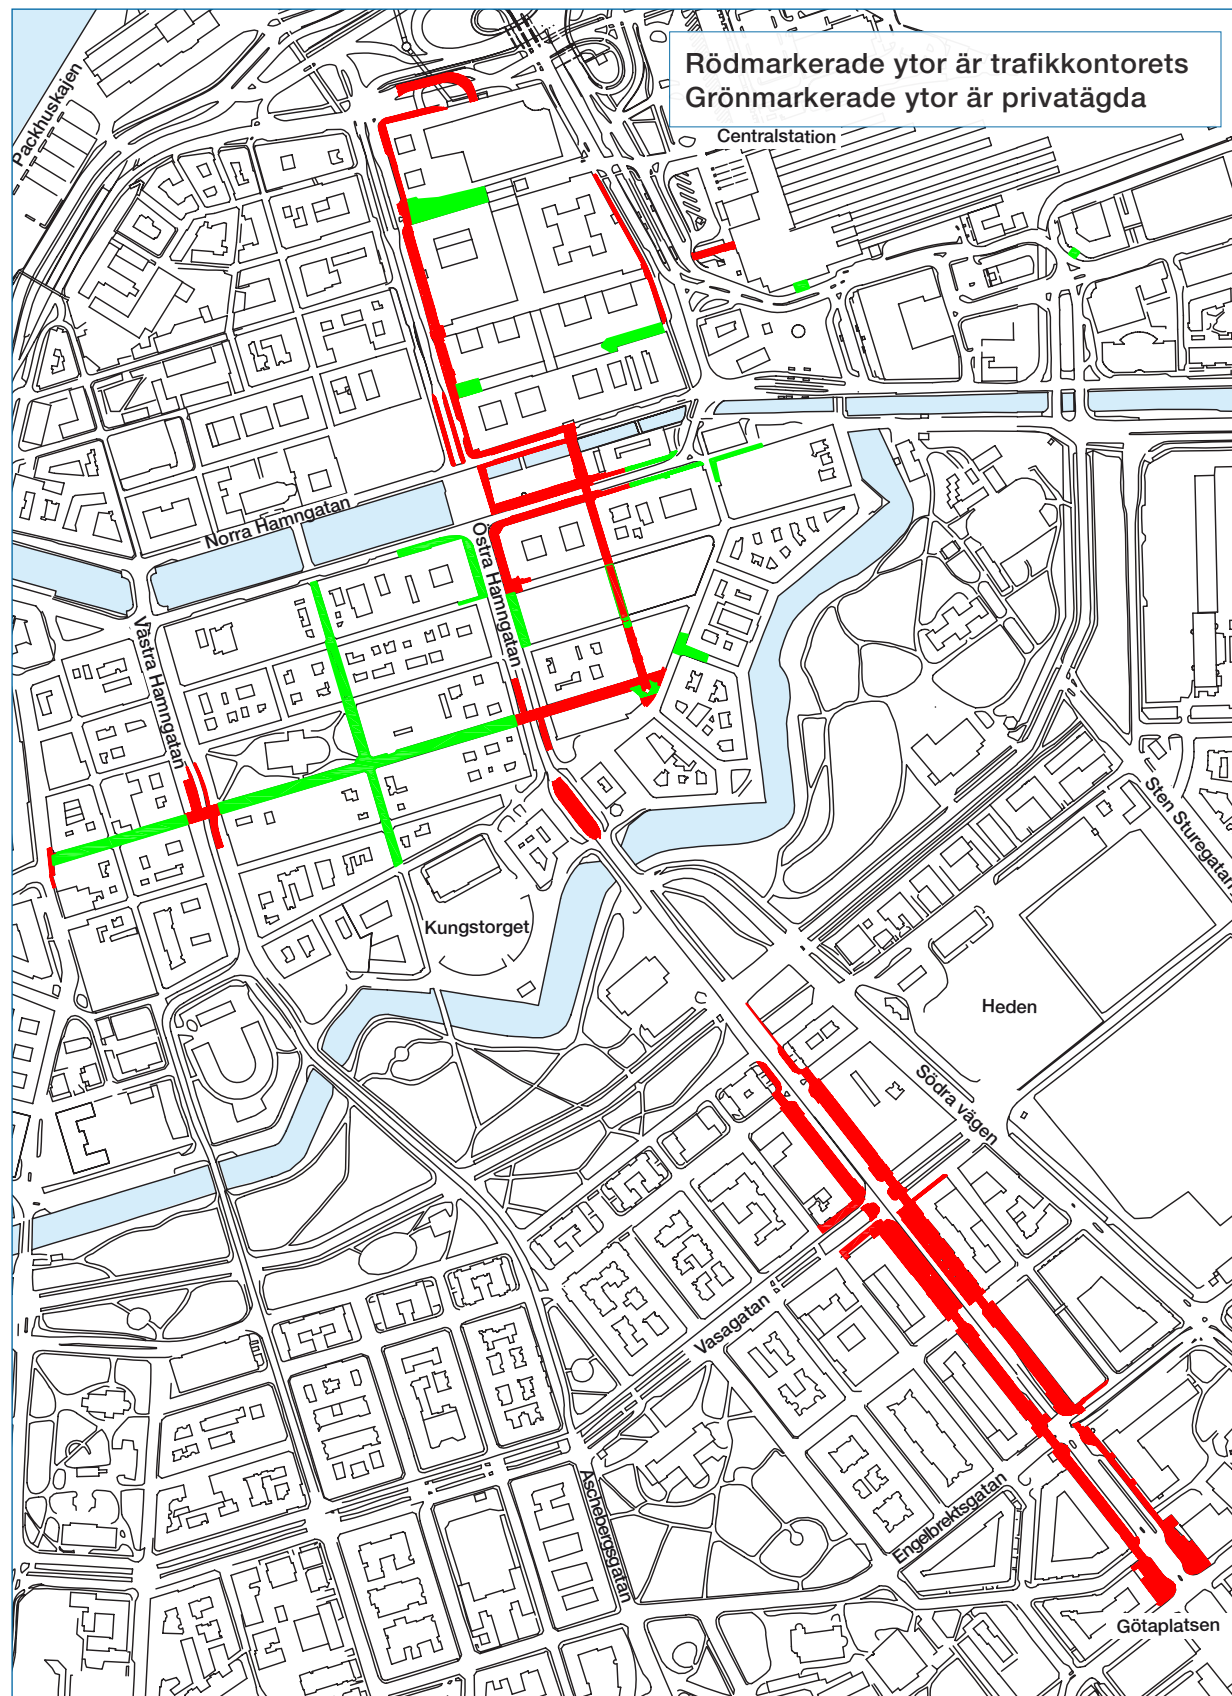 Rödmarkerade ytor är trafikkontorets
Grönmarkerade ytor är privatägda
Packhuskajen
Centralstation
Norra Hamngatan
Östra Hamngatan
Västra Hamngatan
Sten Sturegatan
Kungstorget
Heden
Södra vägen
Vasagatan
Engelbrektsgatan
Aschebergsgatan
Götaplatsen